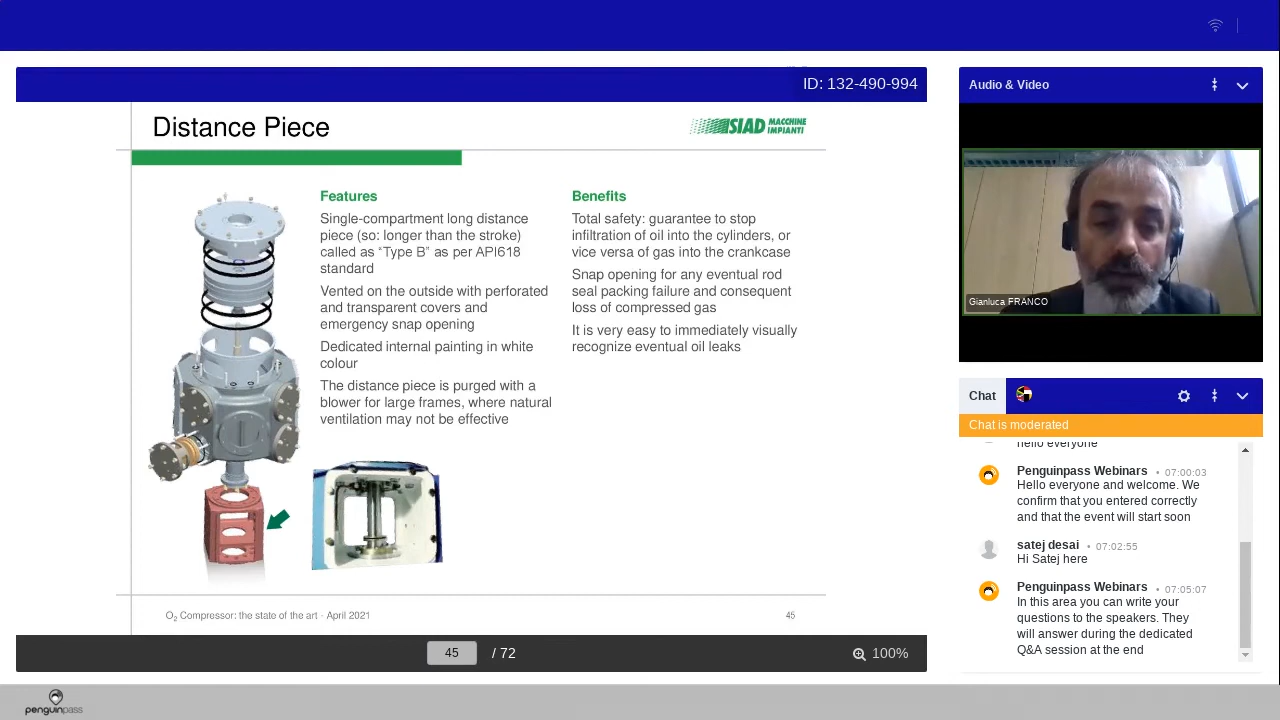 ID: 132-490-994
Distance Piece
SIAD MACCHINE
IMPIANTI
Features
Single-compartment long distance
piece (so: longer than the stroke)
called as “Type B” as per API618
standard
Vented on the outside with perforated
and transparent covers and
emergency snap opening
Dedicated internal painting in white
colour
The distance piece is purged with a
blower for large frames, where natural
ventilation may not be effective
Benefits
Total safety: guarantee to stop
infiltration of oil into the cylinders, or
vice versa of gas into the crankcase
Snap opening for any eventual rod
seal packing failure and consequent
loss of compressed gas
It is very easy to immediately visually
recognize eventual oil leaks
O2 Compressor: the state of the art - April 2021
45
45 / 72
100%
Audio & Video
Gianluca FRANCO
Chat
Chat is moderated
hello everyone
Penguinpass Webinars • 07:00:03
Hello everyone and welcome. We
confirm that you entered correctly
and that the event will start soon
satej desai • 07:02:55
Hi Satej here
Penguinpass Webinars • 07:05:07
In this area you can write your
questions to the speakers. They
will answer during the dedicated
Q&A session at the end
penguinpass